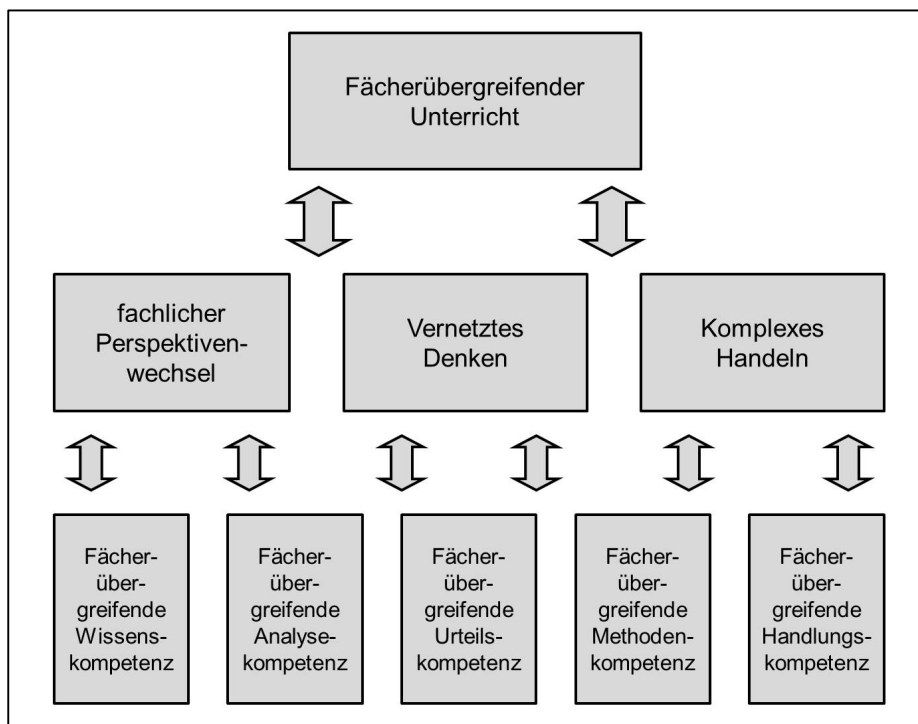 Fächerübergreifender
Unterricht
fachlicher
Perspektiven-
wechsel
Vernetztes
Denken
Komplexes
Handeln
Fächer-
über-
greifende
Wissens-
kompetenz
Fächer-
über-
greifende
Analyse-
kompetenz
Fächer-
über-
greifende
Urteils-
kompetenz
Fächer-
über-
greifende
Methoden-
kompetenz
Fächer-
über-
greifende
Handlungs-
kompetenz